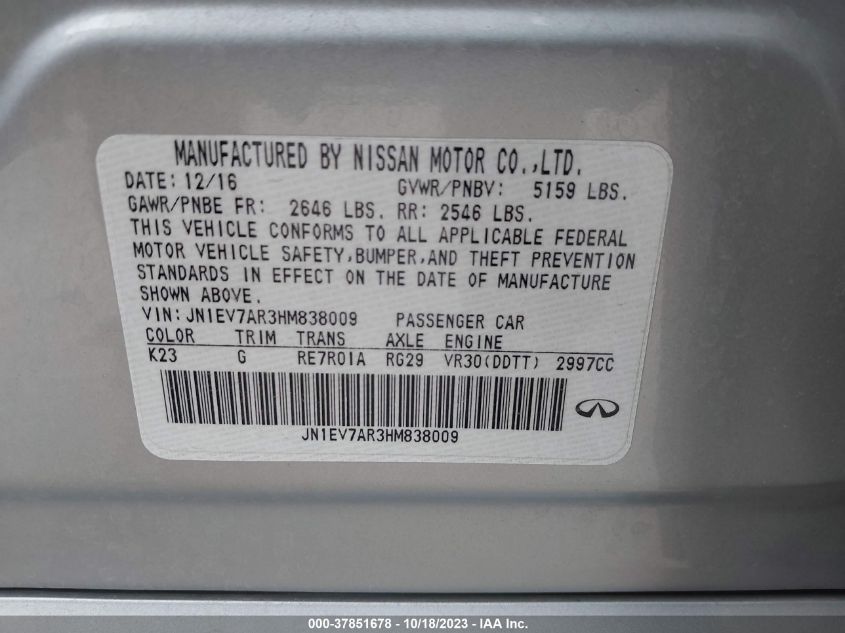 MANUFACTURED BY NISSAN MOTOR CO.,LTD.
DATE: 12/16 GVWR/PNBV: 5159 LBS.
GAWR/PNBE FR: 2646 LBS. RR: 2546 LBS.
THIS VEHICLE CONFORMS TO ALL APPLICABLE FEDERAL
MOTOR VEHICLE SAFETY,BUMPER,AND THEFT PREVENTION
STANDARDS IN EFFECT ON THE DATE OF MANUFACTURE
SHOWN ABOVE.
VIN:JN1EV7AR3HM838009 PASSENGER CAR
COLOR TRIM TRANS AXLE ENGINE
K23 G RE7R01A RG29 VR30(DDTT) 2997CC
JN1EV7AR3HM838009
000-37851678 - 10/18/2023 - IAA Inc.